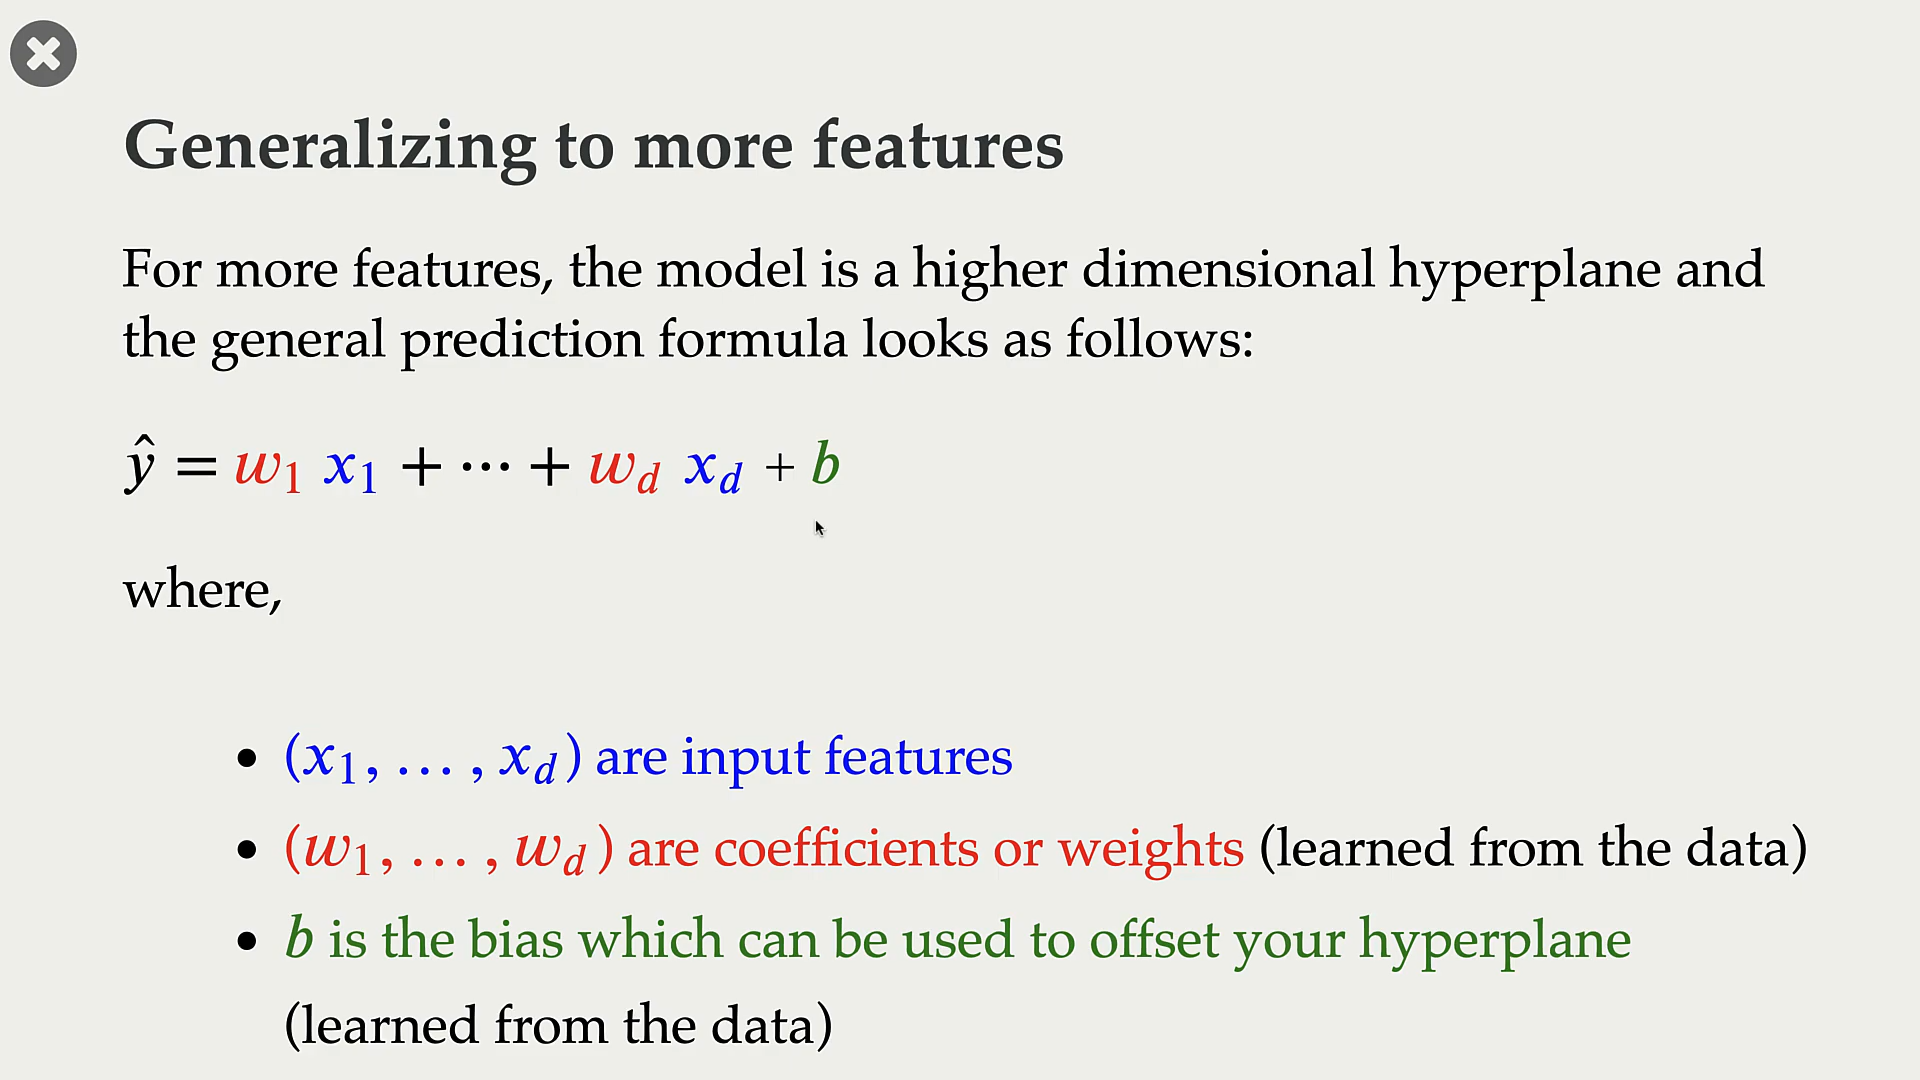 Generalizing to more features
For more features, the model is a higher dimensional hyperplane and
the general prediction formula looks as follows:
ŷ = w₁ x₁ + ⋯ + w_d x_d + b
where,
• (x₁, … , x_d) are input features
• (w₁, … , w_d) are coefficients or weights (learned from the data)
• b is the bias which can be used to offset your hyperplane
(learned from the data)